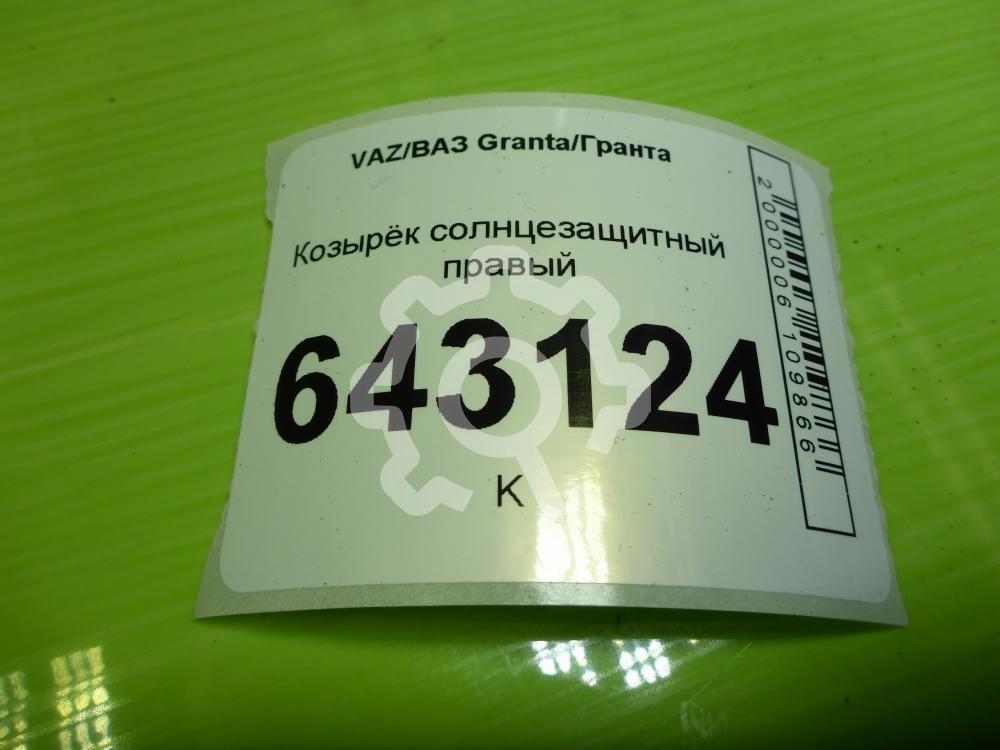 VAZ/ВАЗ Granta/Гранта
Козырёк солнцезащитный
правый
643124
К
2000006109866